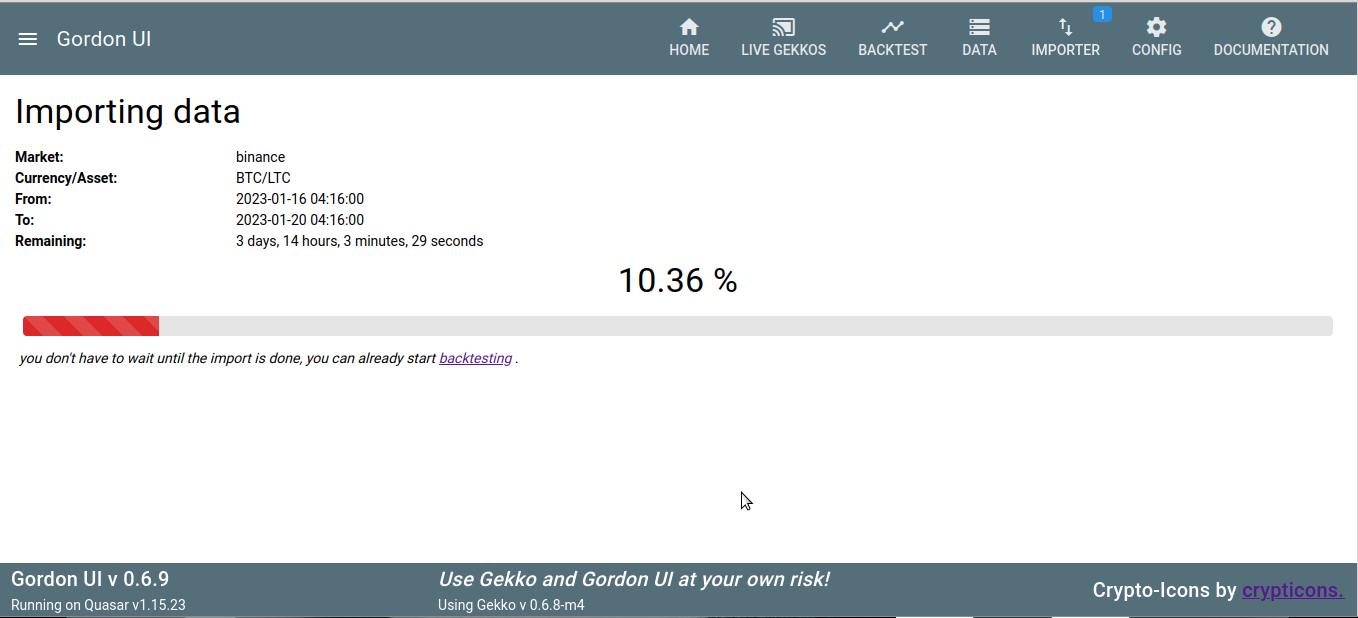 Gordon UI
HOME
LIVE GEKKOS
BACKTEST
DATA
1
IMPORTER
CONFIG
?
DOCUMENTATION
Importing data
Market: binance
Currency/Asset: BTC/LTC
From: 2023-01-16 04:16:00
To: 2023-01-20 04:16:00
Remaining: 3 days, 14 hours, 3 minutes, 29 seconds
10.36 %
you don't have to wait until the import is done, you can already start backtesting .
Gordon UI v 0.6.9
Running on Quasar v1.15.23
Use Gekko and Gordon UI at your own risk!
Using Gekko v 0.6.8-m4
Crypto-Icons by crypticons.